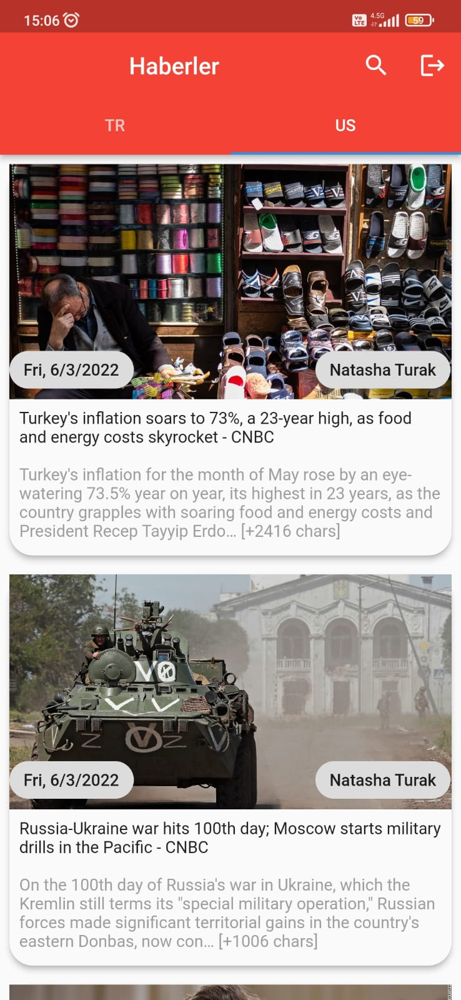 15:06
Vo LTE 4.5G 59
Haberler
TR US
Fri, 6/3/2022 Natasha Turak
Turkey's inflation soars to 73%, a 23-year high, as food
and energy costs skyrocket - CNBC
Turkey's inflation for the month of May rose by an eye-
watering 73.5% year on year, its highest in 23 years, as the
country grapples with soaring food and energy costs and
President Recep Tayyip Erdo… [+2416 chars]
VO
V V
V Z V Z V
Fri, 6/3/2022 Natasha Turak
Russia-Ukraine war hits 100th day; Moscow starts military
drills in the Pacific - CNBC
On the 100th day of Russia's war in Ukraine, which the
Kremlin still terms its "special military operation," Russian
forces made significant territorial gains in the country's
eastern Donbas, now con… [+1006 chars]